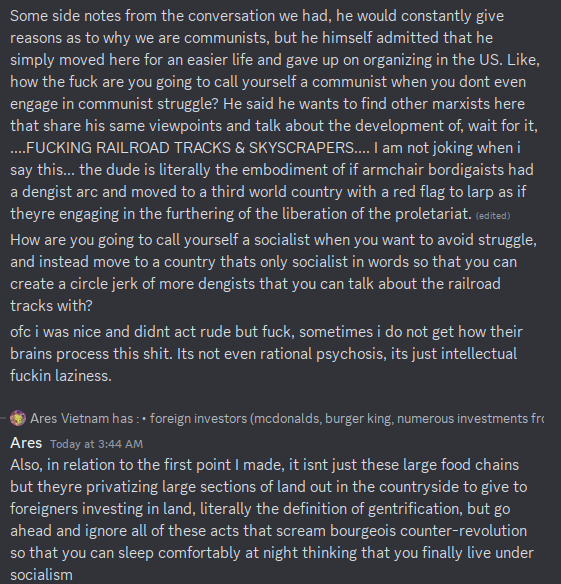 Some side notes from the conversation we had, he would constantly give
reasons as to why we are communists, but he himself admitted that he
simply moved here for an easier life and gave up on organizing in the US. Like,
how the fuck are you going to call yourself a communist when you dont even
engage in communist struggle? He said he wants to find other marxists here
that share his same viewpoints and talk about the development of, wait for it,
....FUCKING RAILROAD TRACKS & SKYSCRAPERS.... I am not joking when i
say this... the dude is literally the embodiment of if armchair bordigaists had
a dengist arc and moved to a third world country with a red flag to larp as if
theyre engaging in the furthering of the liberation of the proletariat. (edited)
How are you going to call yourself a socialist when you want to avoid struggle,
and instead move to a country thats only socialist in words so that you can
create a circle jerk of more dengists that you can talk about the railroad
tracks with?
ofc i was nice and didnt act rude but fuck, sometimes i do not get how their
brains process this shit. Its not even rational psychosis, its just intellectual
fuckin laziness.
Ares Vietnam has : • foreign investors (mcdonalds, burger king, numerous investments
Ares Today at 3:44 AM
Also, in relation to the first point I made, it isnt just these large food chains
but theyre privatizing large sections of land out in the countryside to give to
foreigners investing in land, literally the definition of gentrification, but go
ahead and ignore all of these acts that scream bourgeois counter-revolution
so that you can sleep comfortably at night thinking that you finally live under
socialism